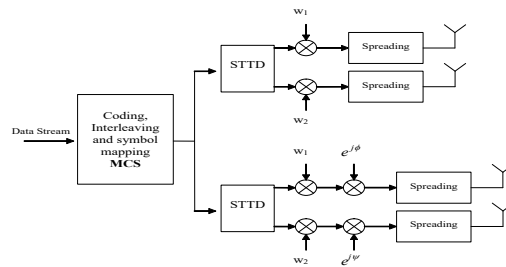 w₁
STTD
Spreading
Spreading
w₂
Coding,
Interleaving
and symbol
mapping
MCS
Data Stream
w₁
e^{jϕ}
STTD
Spreading
Spreading
w₂
e^{jψ}